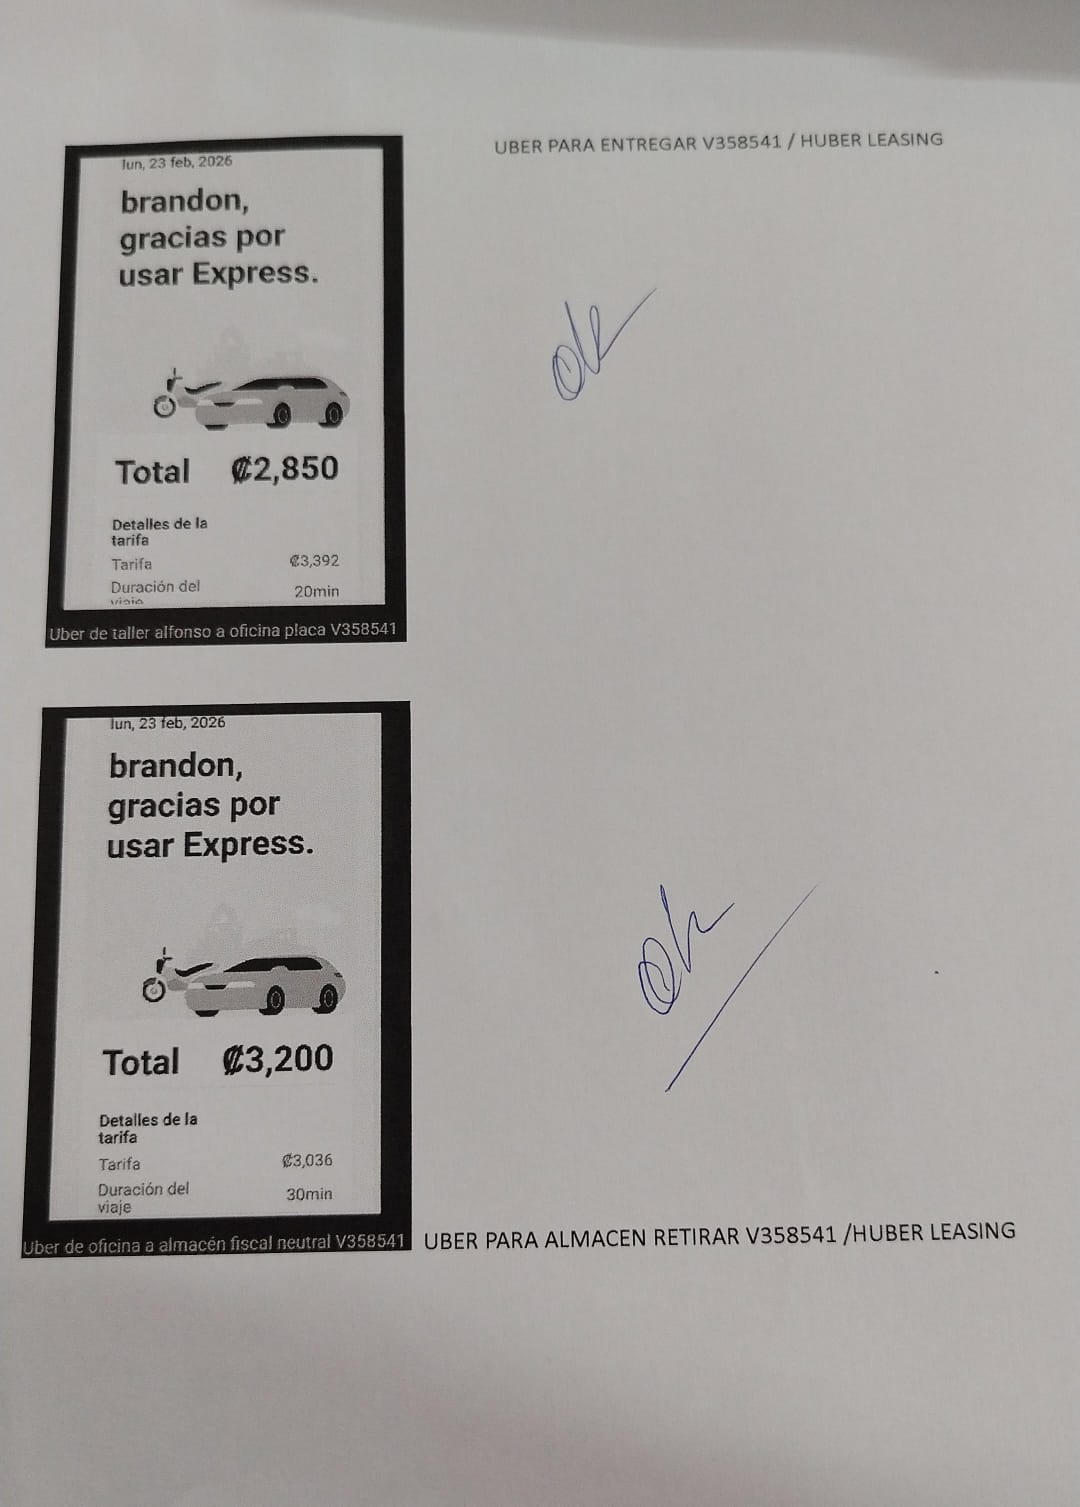 UBER PARA ENTREGAR V358541 / HUBER LEASING
lun, 23 feb, 2026
brandon,
gracias por
usar Express.
ok
Total ₡2,850
Detalles de la
tarifa
Tarifa ₡3,392
Duración del 20min
viaje
Uber de taller alfonso a oficina placa V358541
lun, 23 feb, 2026
brandon,
gracias por
usar Express.
Ok
Total ₡3,200
Detalles de la
tarifa
Tarifa ₡3,036
Duración del 30min
viaje
Uber de oficina a almacén fiscal neutral V358541
UBER PARA ALMACEN RETIRAR V358541 /HUBER LEASING